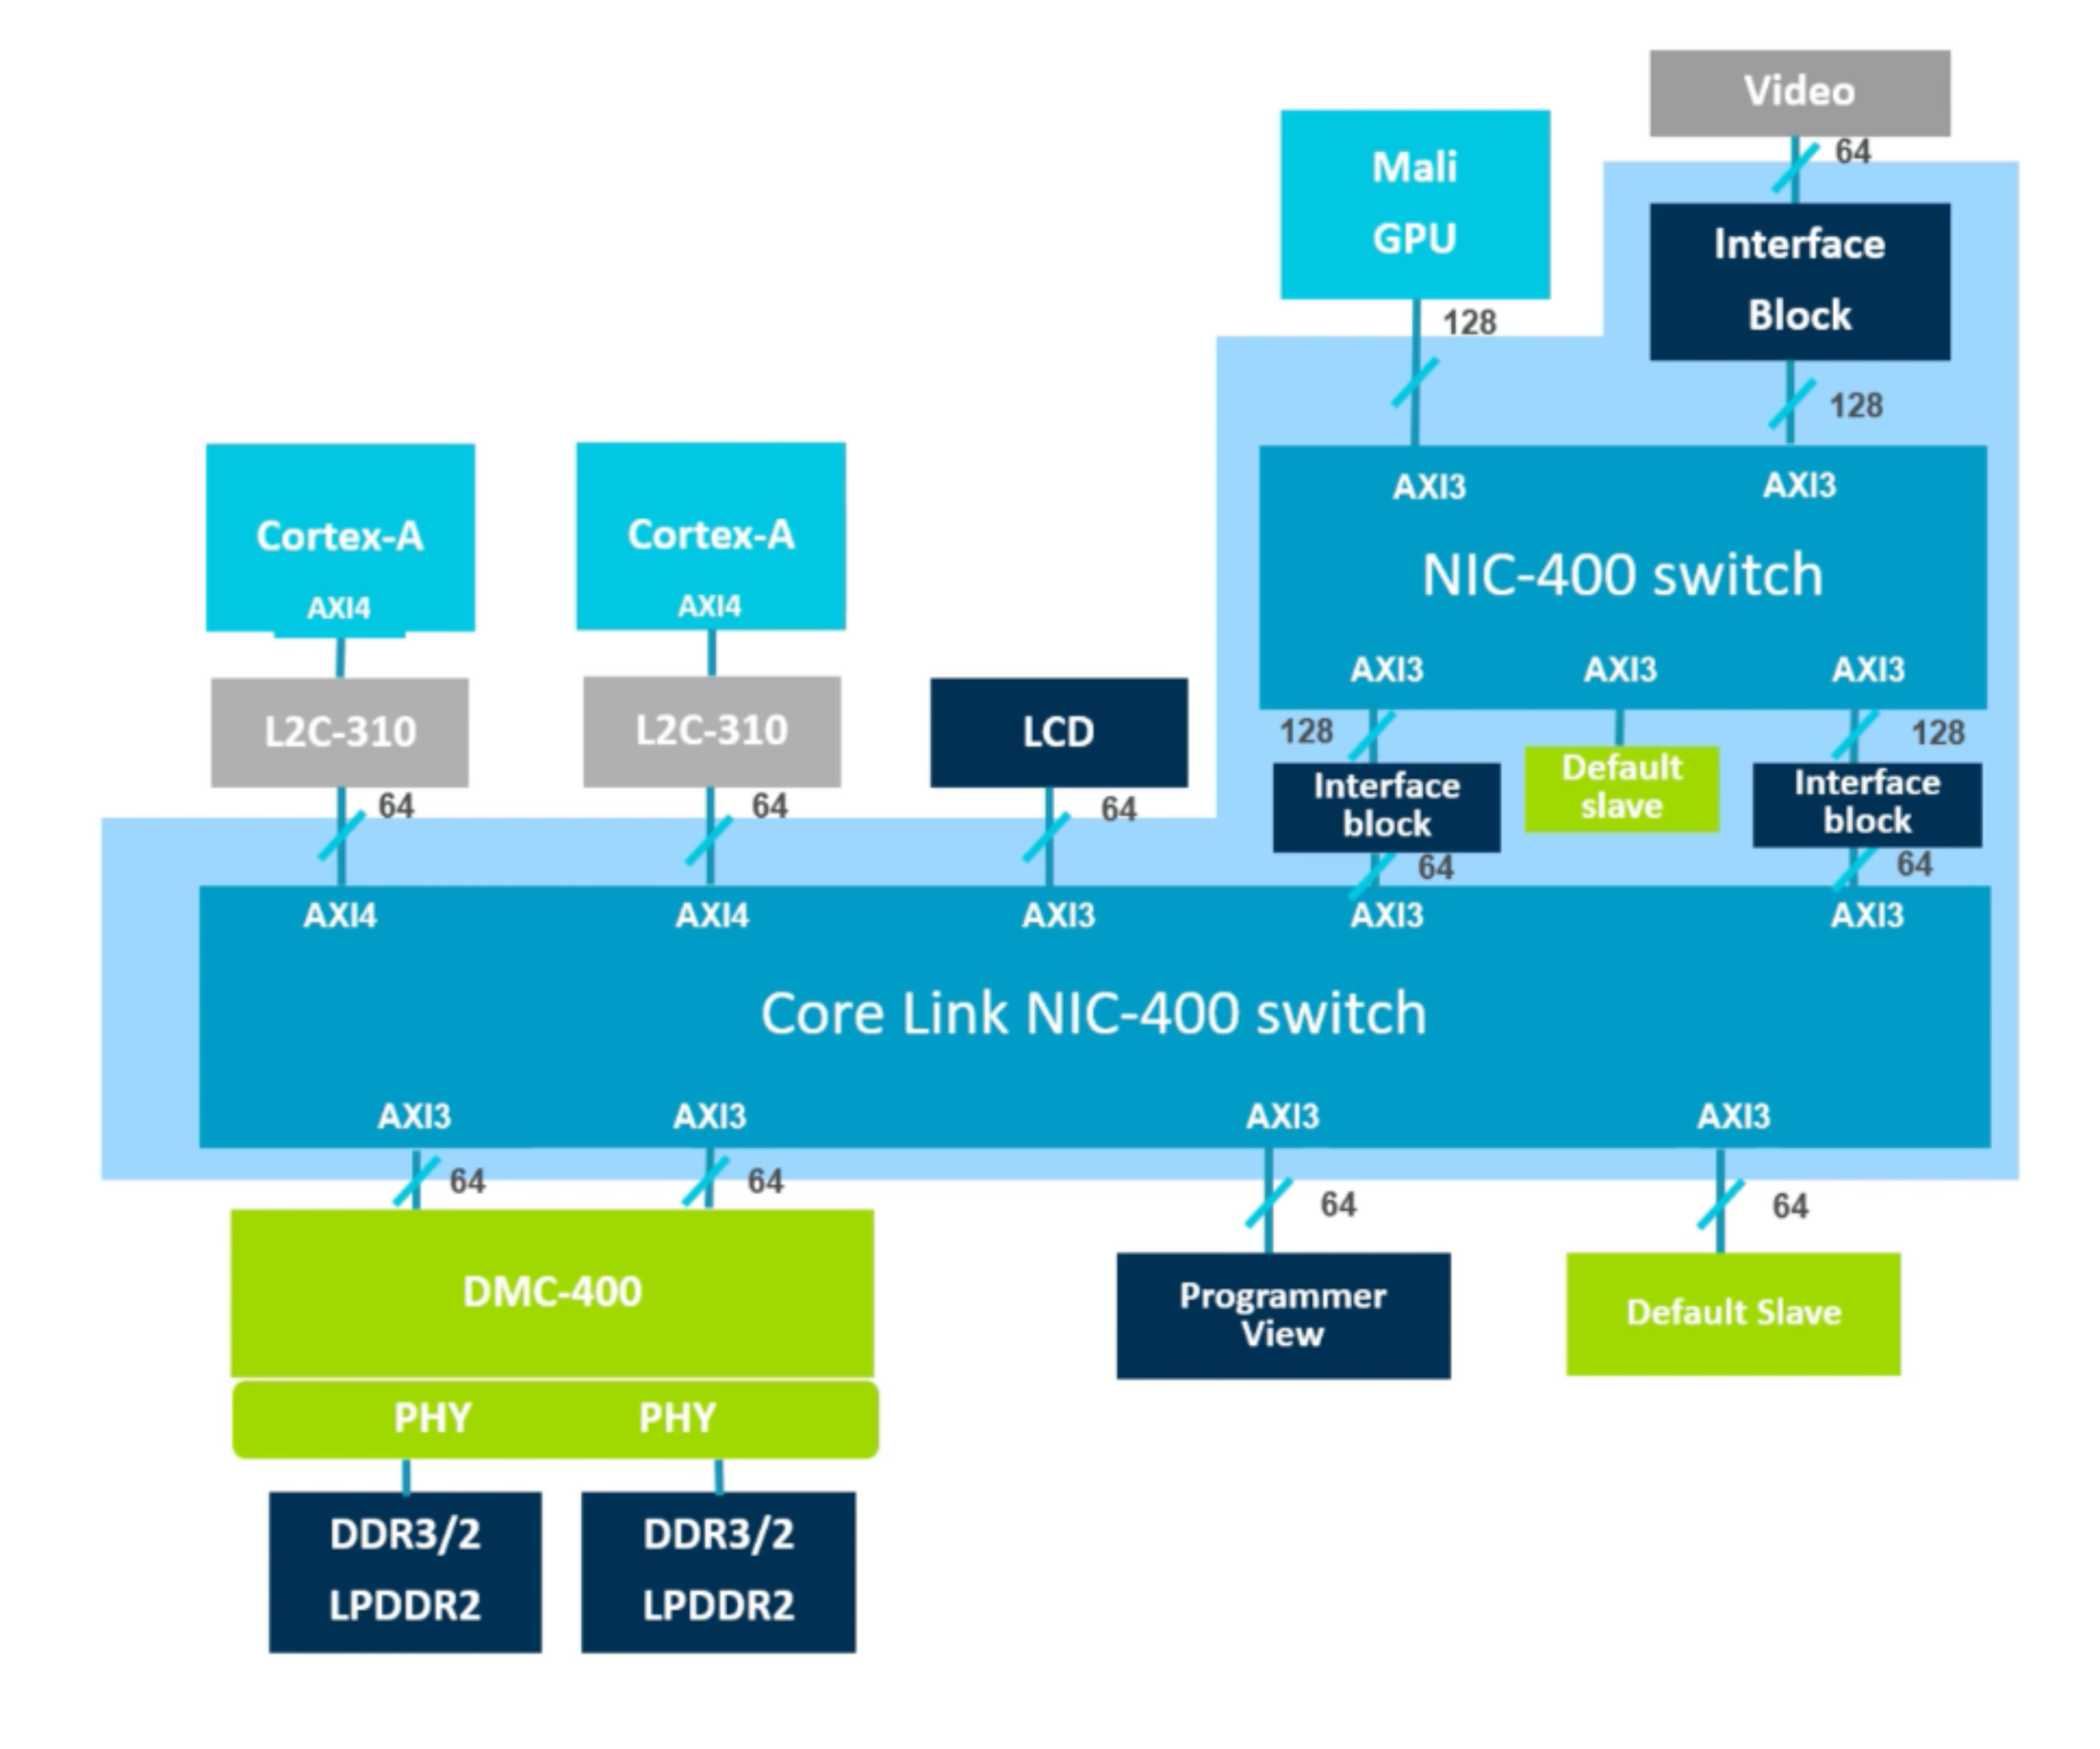 Video
64
Mali
GPU
128
Interface
Block
128
AXI3
AXI3
NIC-400 switch
AXI3
AXI3
AXI3
Cortex-A
AXI4
Cortex-A
AXI4
L2C-310
L2C-310
LCD
128
128
Interface
block
Default
slave
Interface
block
64
64
64
64
64
AXI4
AXI4
AXI3
AXI3
AXI3
Core Link NIC-400 switch
AXI3
AXI3
AXI3
AXI3
64
64
64
64
DMC-400
Programmer
View
Default Slave
PHY
PHY
DDR3/2
LPDDR2
DDR3/2
LPDDR2